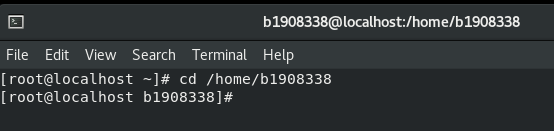 b1908338@localhost:/home/b1908338
File Edit View Search Terminal Help
[root@localhost ~]# cd /home/b1908338
[root@localhost b1908338]#